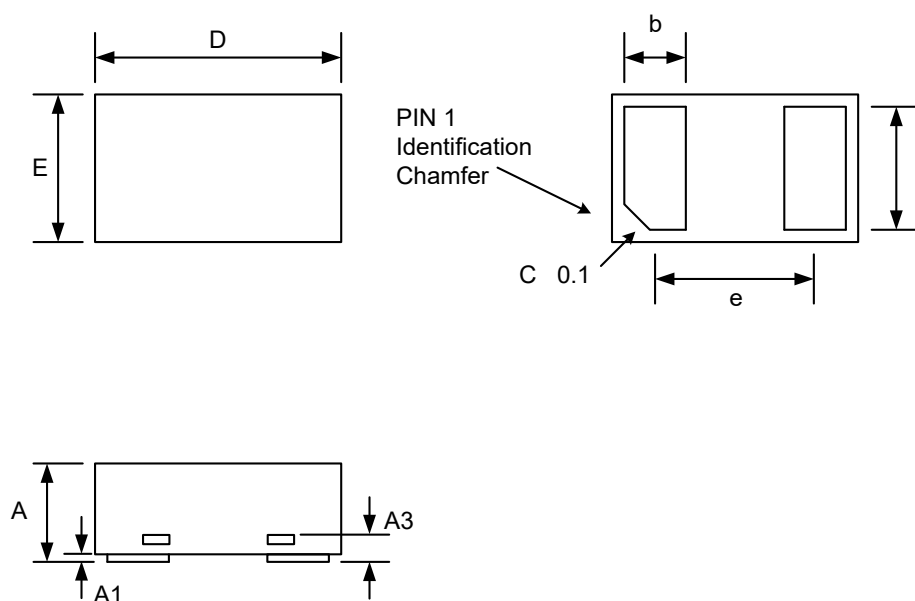 D
b
E
PIN 1
Identification
Chamfer
C 0.1
e
A
A3
A1